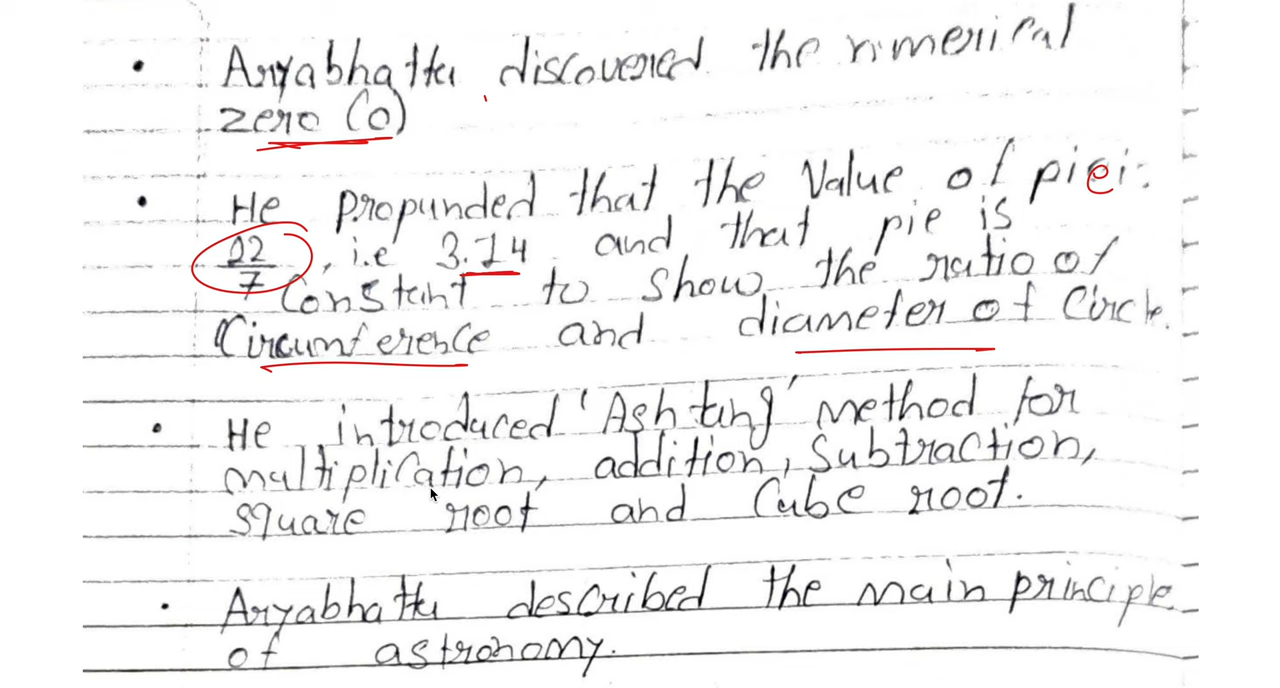 • Aryabhatta discovered the numerical
zero (0)
• He propunded that the value of pie i:
22/7, i.e 3.14 and that pie is
Constant to show the ratio of
Circumference and diameter of Circle.
• He introduced 'Ashtang' method for
multiplication, addition, Subtraction,
square root and Cube root.
• Aryabhatta described the main principle
of astronomy.